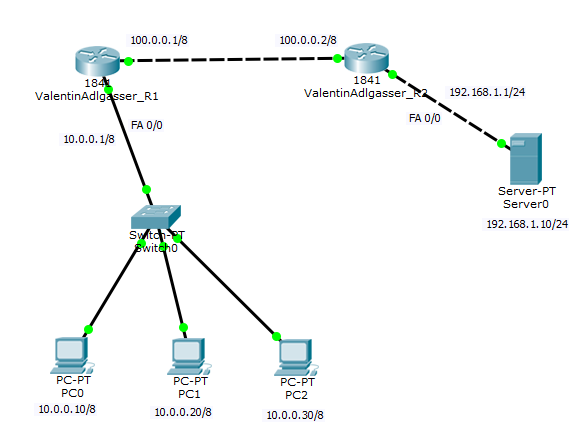 100.0.0.1/8
100.0.0.2/8
1841
ValentinAdlgasser_R1
1841
ValentinAdlgasser_R2
192.168.1.1/24
FA 0/0
FA 0/0
10.0.0.1/8
Server-PT
Server0
192.168.1.10/24
Switch-PT
Switch0
PC-PT
PC0
10.0.0.10/8
PC-PT
PC1
10.0.0.20/8
PC-PT
PC2
10.0.0.30/8